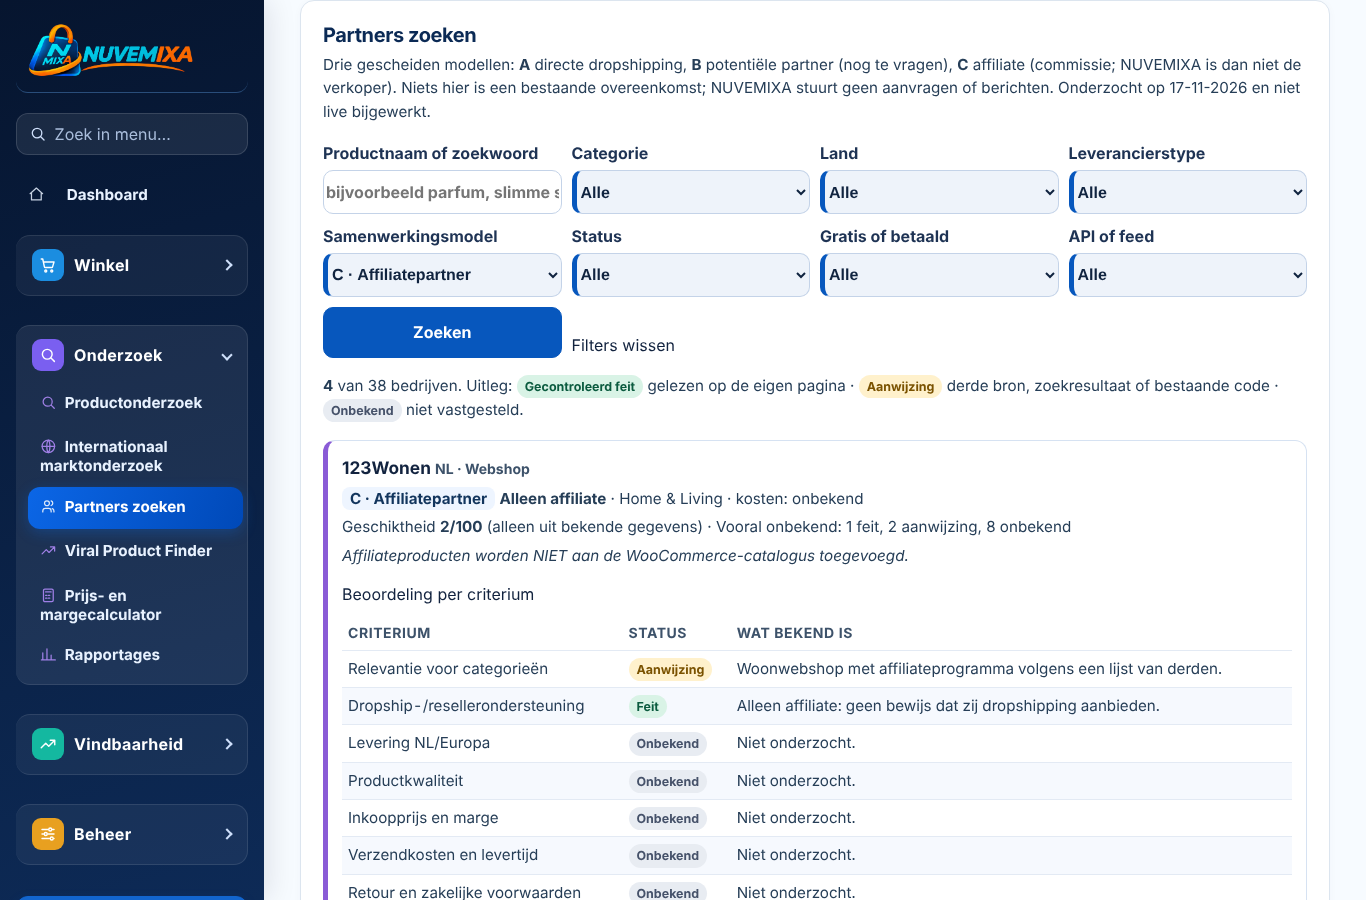 N
MIXA
NUVEMIXA
Zoek in menu...
Dashboard
Winkel
Onderzoek
Productonderzoek
Internationaal
marktonderzoek
Partners zoeken
Viral Product Finder
Prijs- en
margecalculator
Rapportages
Vindbaarheid
Beheer
Partners zoeken
Drie gescheiden modellen: A directe dropshipping, B potentiële partner (nog te vragen), C affiliate (commissie; NUVEMIXA is dan niet de
verkoper). Niets hier is een bestaande overeenkomst; NUVEMIXA stuurt geen aanvragen of berichten. Onderzocht op 17-11-2026 en niet
live bijgewerkt.
Productnaam of zoekwoord Categorie Land Leverancierstype
bijvoorbeeld parfum, slimme s Alle Alle Alle
Samenwerkingsmodel Status Gratis of betaald API of feed
C · Affiliatepartner Alle Alle Alle
Zoeken Filters wissen
4 van 38 bedrijven. Uitleg: Gecontroleerd feit gelezen op de eigen pagina · Aanwijzing derde bron, zoekresultaat of bestaande code ·
Onbekend niet vastgesteld.
123Wonen NL · Webshop
C · Affiliatepartner Alleen affiliate · Home & Living · kosten: onbekend
Geschiktheid 2/100 (alleen uit bekende gegevens) · Vooral onbekend: 1 feit, 2 aanwijzing, 8 onbekend
Affiliateproducten worden NIET aan de WooCommerce-catalogus toegevoegd.
Beoordeling per criterium
CRITERIUM STATUS WAT BEKEND IS
Relevantie voor categorieën Aanwijzing Woonwebshop met affiliateprogramma volgens een lijst van derden.
Dropship-/resellerondersteuning Feit Alleen affiliate: geen bewijs dat zij dropshipping aanbieden.
Levering NL/Europa Onbekend Niet onderzocht.
Productkwaliteit Onbekend Niet onderzocht.
Inkoopprijs en marge Onbekend Niet onderzocht.
Verzendkosten en levertijd Onbekend Niet onderzocht.
Retour en zakelijke voorwaarden Onbekend Niet onderzocht.